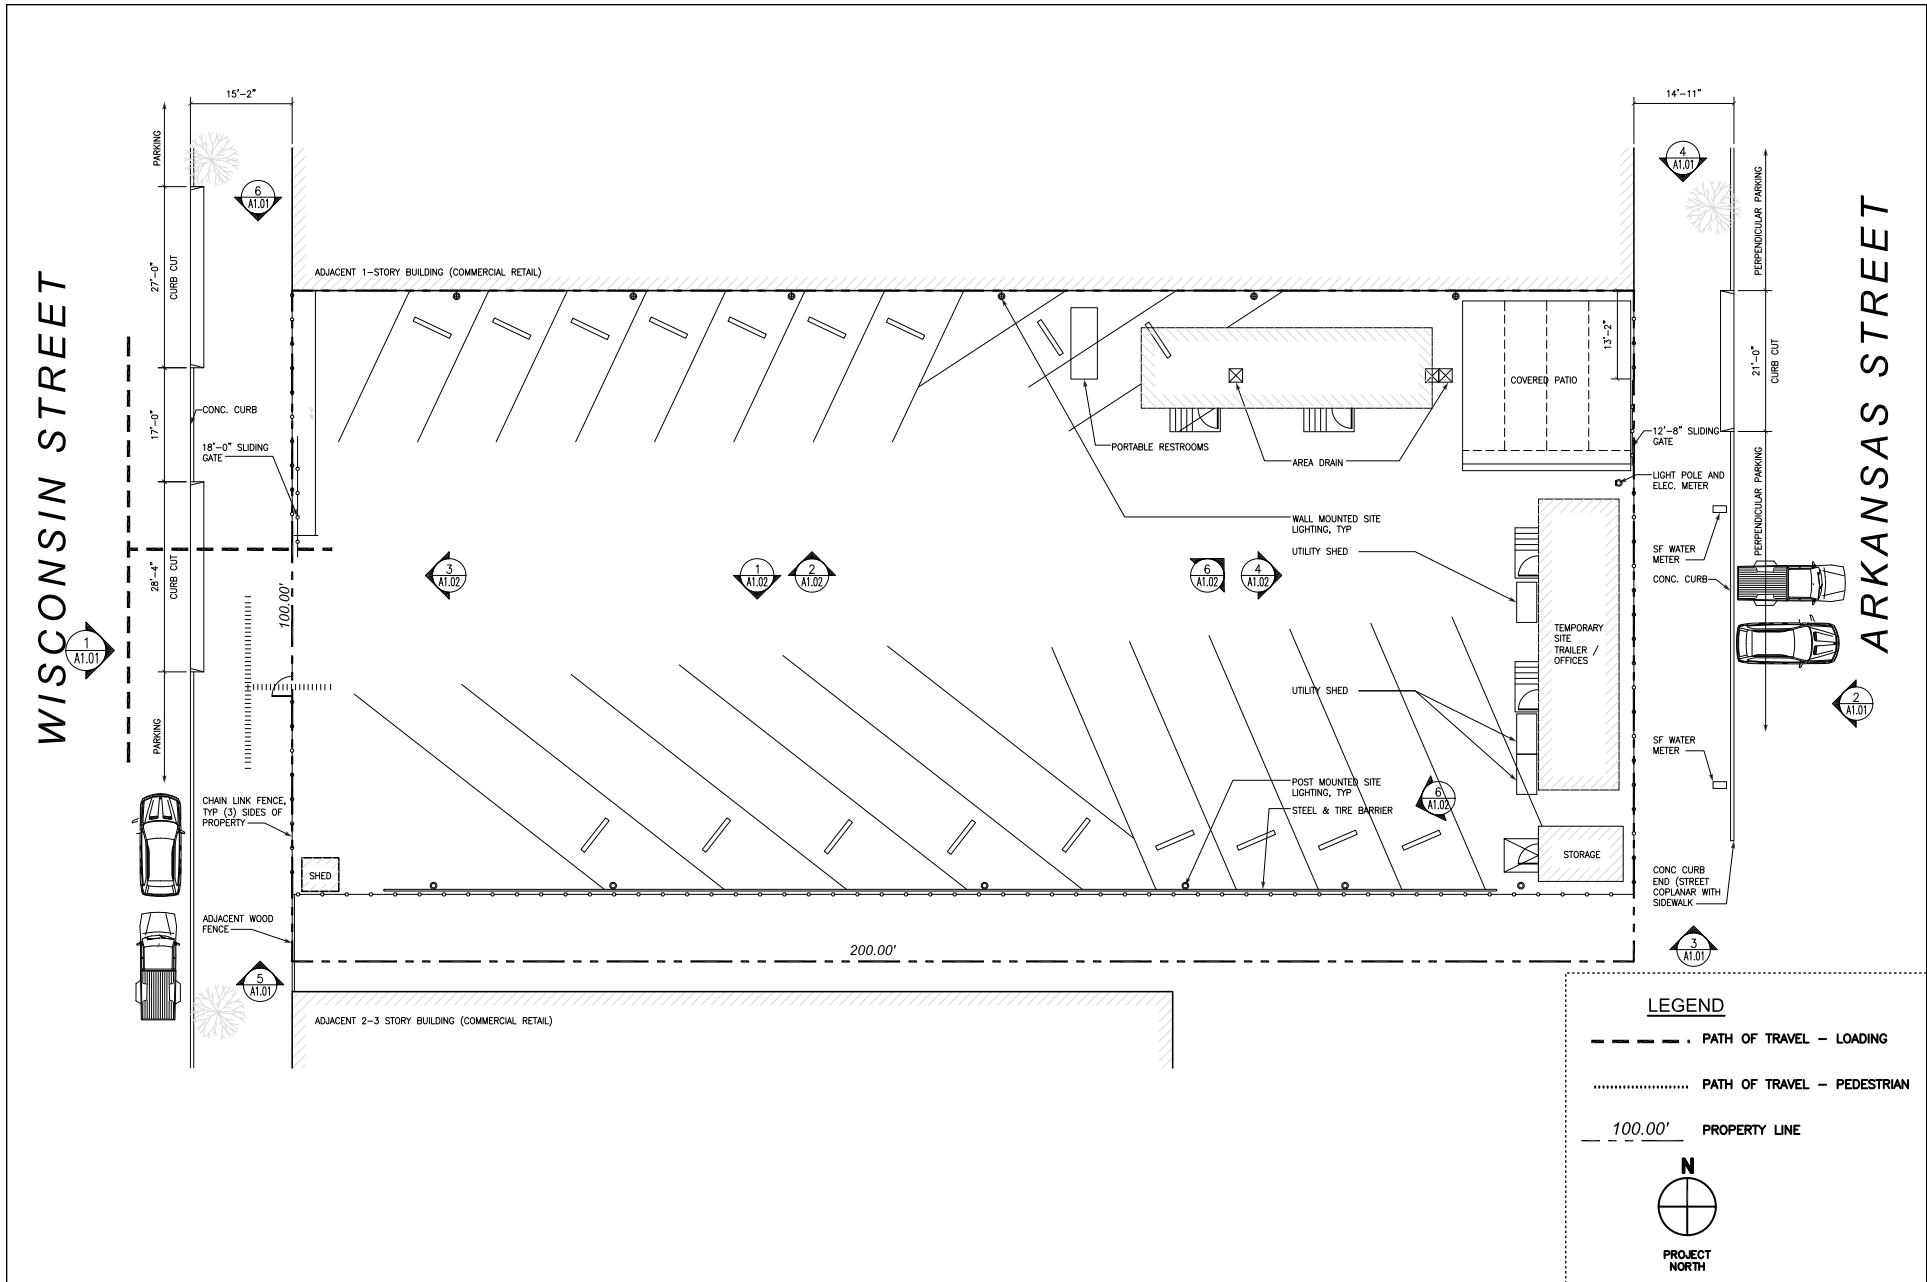 15'-2"
14'-11"
PARKING
27'-0"
CURB CUT
17'-0"
28'-4"
CURB CUT
PARKING
WISCONSIN STREET
6
A1.01
1
A1.01
5
A1.01
CONC. CURB
18'-0" SLIDING
GATE
100.00'
CHAIN LINK FENCE,
TYP (3) SIDES OF
PROPERTY
ADJACENT WOOD
FENCE
SHED
ADJACENT 1-STORY BUILDING (COMMERCIAL RETAIL)
3
A1.02
1
A1.02
2
A1.02
6
A1.02
4
A1.02
6
A1.02
PORTABLE RESTROOMS
AREA DRAIN
COVERED PATIO
13'-2"
WALL MOUNTED SITE
LIGHTING, TYP
UTILITY SHED
UTILITY SHED
TEMPORARY
SITE
TRAILER /
OFFICES
POST MOUNTED SITE
LIGHTING, TYP
STEEL & TIRE BARRIER
STORAGE
200.00'
ADJACENT 2-3 STORY BUILDING (COMMERCIAL RETAIL)
4
A1.01
PERPENDICULAR PARKING
21'-0"
CURB CUT
PERPENDICULAR PARKING
ARKANSAS STREET
12'-8" SLIDING
GATE
LIGHT POLE AND
ELEC. METER
SF WATER
METER
CONC. CURB
2
A1.01
SF WATER
METER
CONC CURB
END (STREET
COPLANAR WITH
SIDEWALK
3
A1.01
LEGEND
PATH OF TRAVEL - LOADING
PATH OF TRAVEL - PEDESTRIAN
100.00'
PROPERTY LINE
N
PROJECT
NORTH